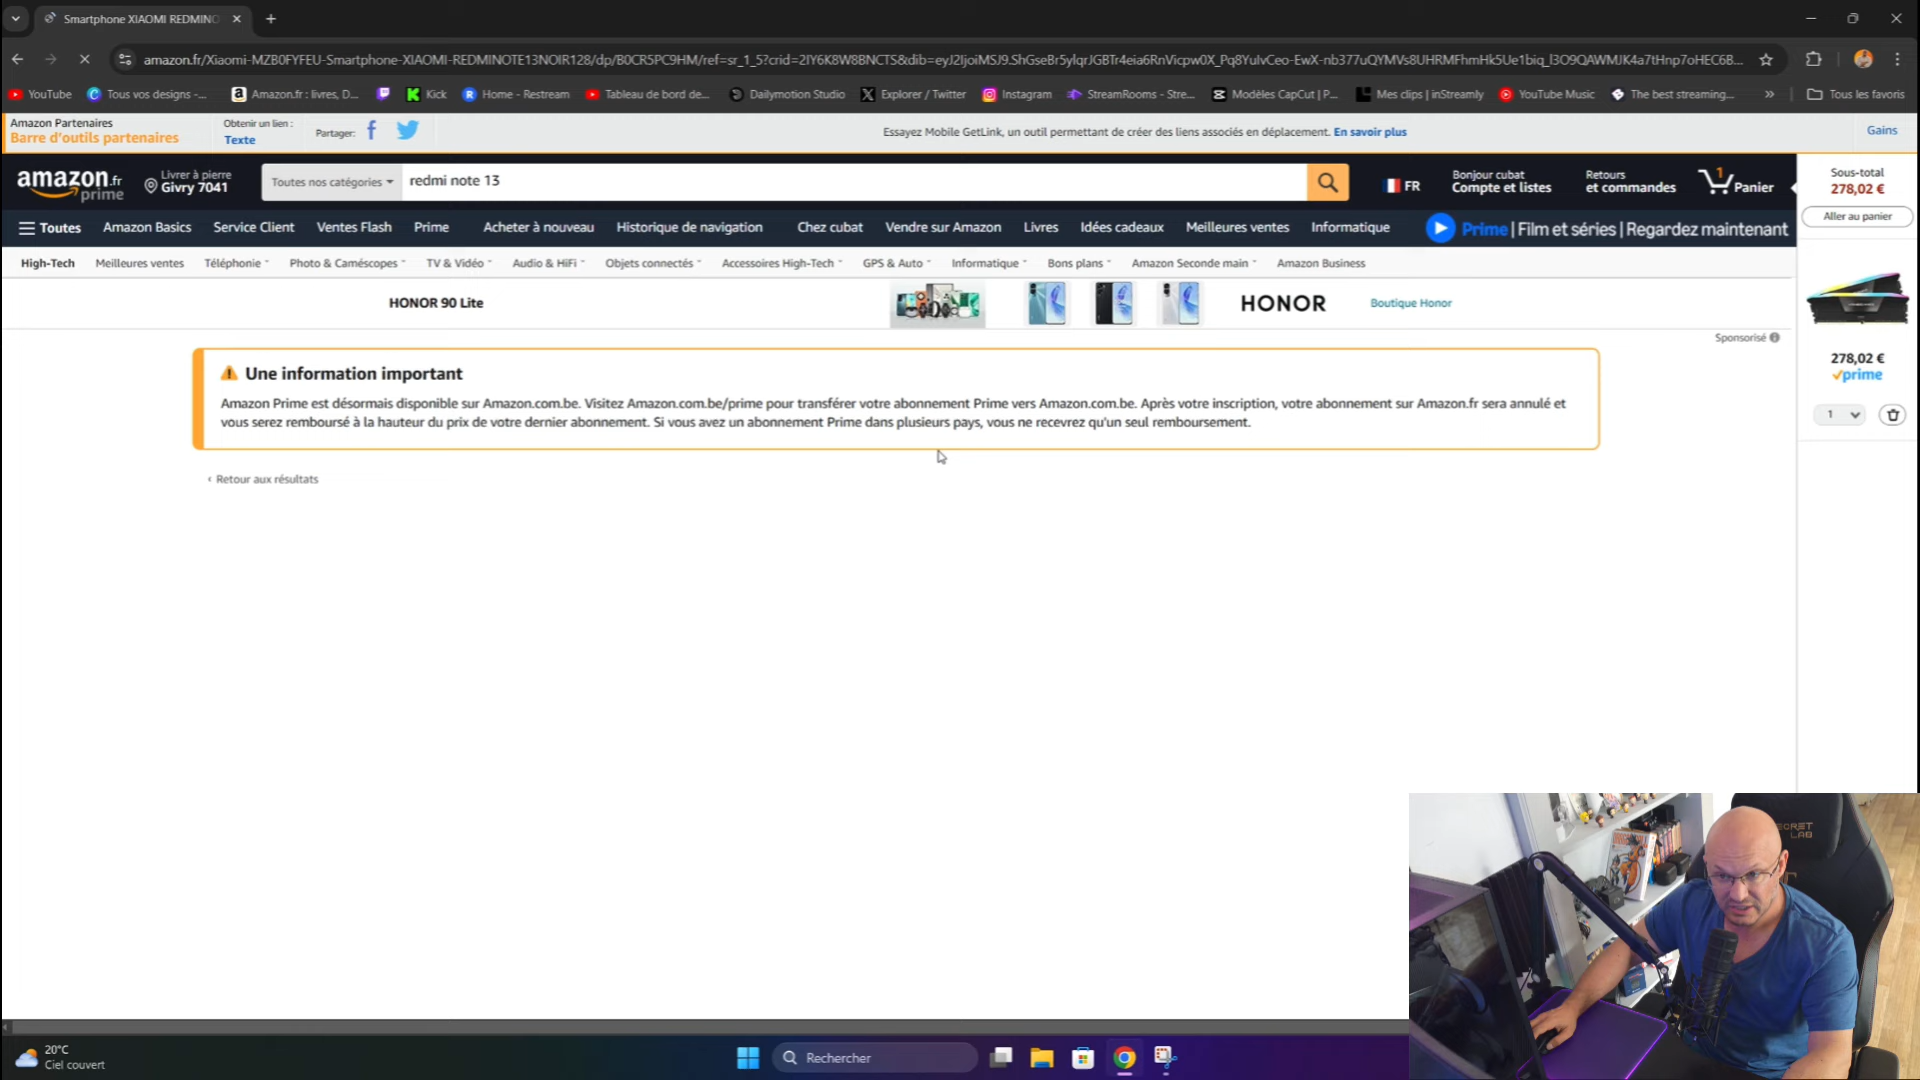 Smartphone XIAOMI REDMINO
amazon.fr/Xiaomi-MZB0FYFEU-Smartphone-XIAOMI-REDMINOTE13NOIR128/dp/B0CR5PC9HM/ref=sr_1_5?crid=2IY6K8W8BNCTS&dib=
YouTube
Tous vos designs -...
Amazon.fr : livres, D...
Kick
Home - Restream
Tableau de bord de...
Dailymotion Studio
Explorer / Twitter
Instagram
StreamRooms - Stre...
Modèles CapCut | P...
Mes clips | inStreamly
YouTube Music
The best streaming...
»
Tous les favoris
Amazon Partenaires
Barre d'outils partenaires
Obtenir un lien :
Texte
Partager:
Essayez Mobile GetLink, un outil permettant de créer des liens associés en déplacement. En savoir plus
Gains
amazon.fr
prime
Livrer à pierre
Givry 7041
Toutes nos catégories
redmi note 13
FR
Bonjour cubat
Compte et listes
Retours
et commandes
1
Panier
Sous-total
278,02 €
Aller au panier
Toutes
Amazon Basics
Service Client
Ventes Flash
Prime
Acheter à nouveau
Historique de navigation
Chez cubat
Vendre sur Amazon
Livres
Idées cadeaux
Meilleures ventes
Informatique
Prime | Film et séries | Regardez maintenant
High-Tech
Meilleures ventes
Téléphonie
Photo & Caméscopes
TV & Vidéo
Audio & HiFi
Objets connectés
Accessoires High-Tech
GPS & Auto
Informatique
Bons plans
Amazon Seconde main
Amazon Business
HONOR 90 Lite
HONOR
Boutique Honor
Sponsorisé
278,02 €
prime
1
Une information important
Amazon Prime est désormais disponible sur Amazon.com.be. Visitez Amazon.com.be/prime pour transférer votre abonnement Prime vers Amazon.com.be. Après votre inscription, votre abonnement sur Amazon.fr sera annulé et
vous serez remboursé à la hauteur du prix de votre dernier abonnement. Si vous avez un abonnement Prime dans plusieurs pays, vous ne recevrez qu'un seul remboursement.
‹ Retour aux résultats
SECRET
LAB
20°C
Ciel couvert
Rechercher